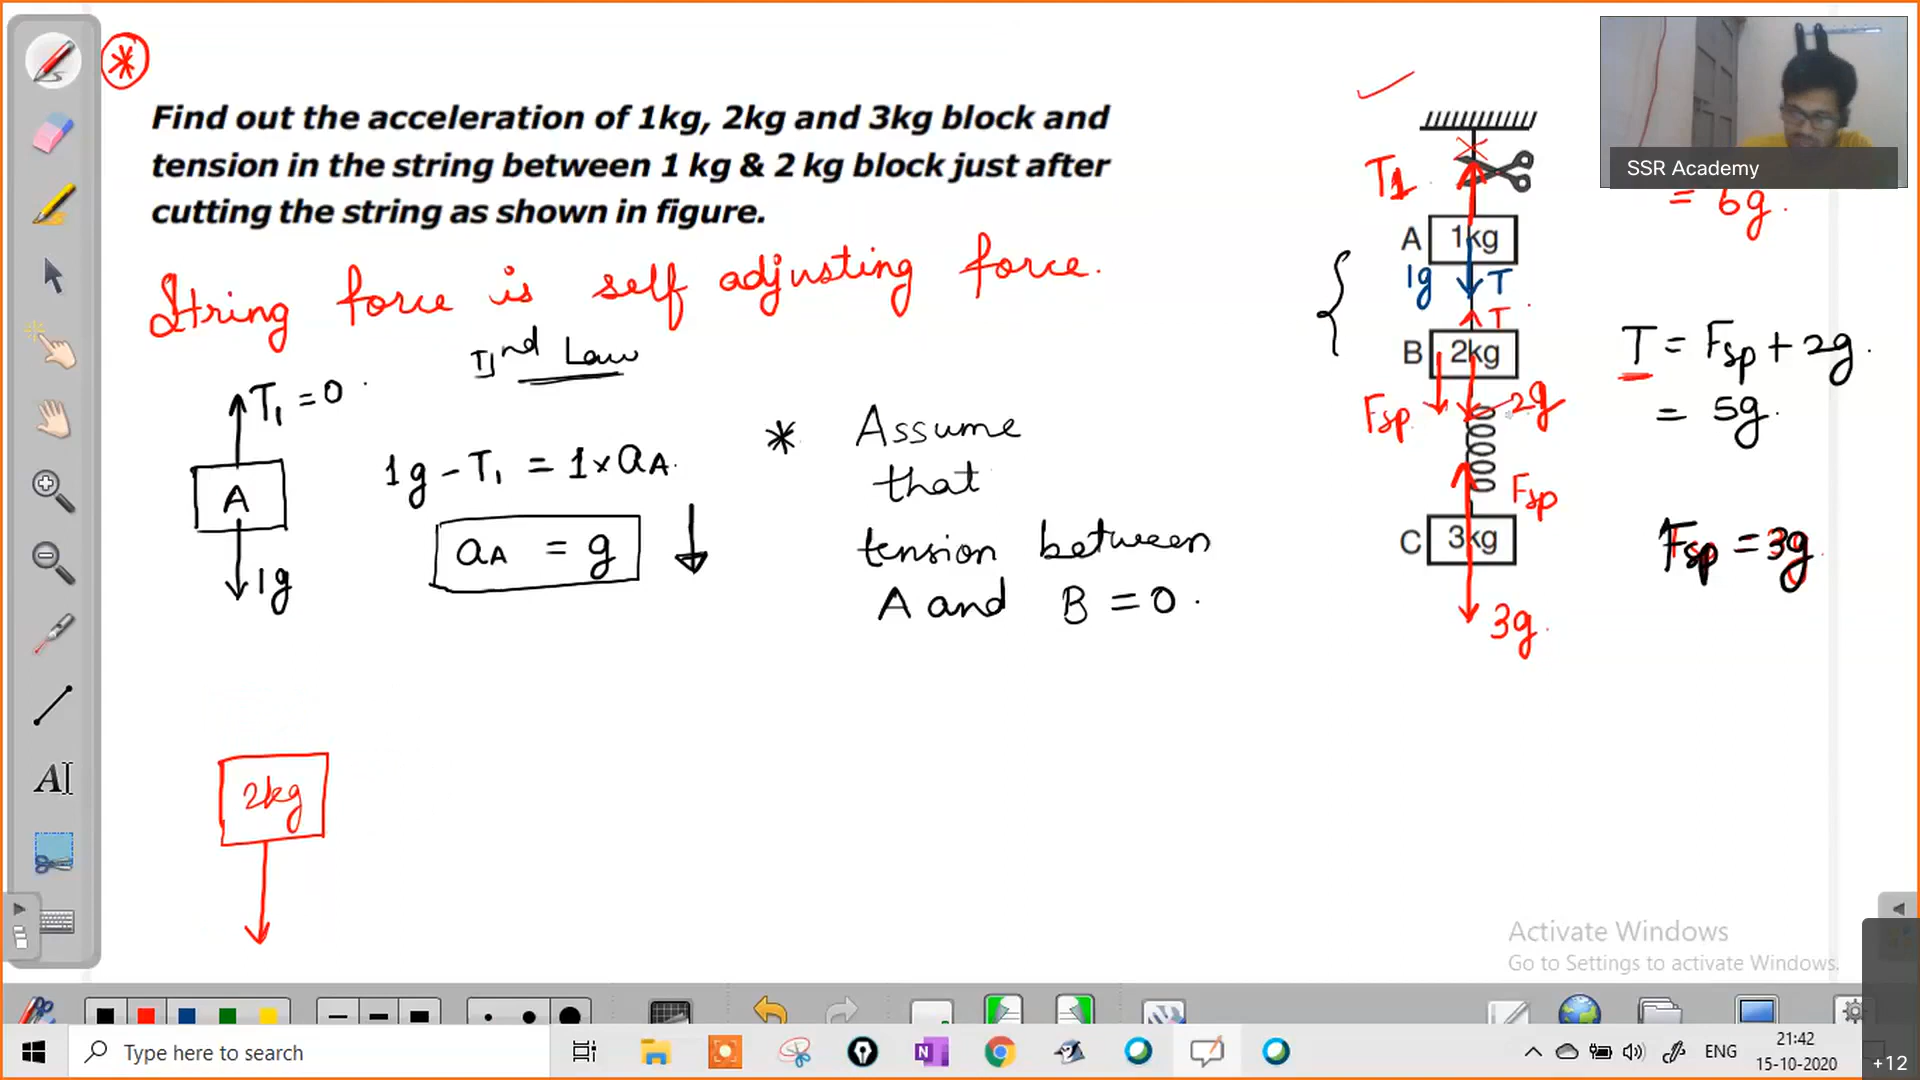 SSR Academy
Find out the acceleration of 1kg, 2kg and 3kg block and
tension in the string between 1 kg & 2 kg block just after
cutting the string as shown in figure.
String force is self adjusting force.
IInd Law
T1 = 0
A
1g
1g - T1 = 1 x aA.
aA = g
* Assume
that
tension between
A and B = 0.
2kg
T1
A 1kg
1g T
T
B 2kg
Fsp 2g
Fsp
C 3kg
3g.
= 6g.
T = Fsp + 2g.
= 5g.
Fsp = 3g.
Activate Windows
Go to Settings to activate Windows.
A
Type here to search
N
ENG
21:42
15-10-2020
+12